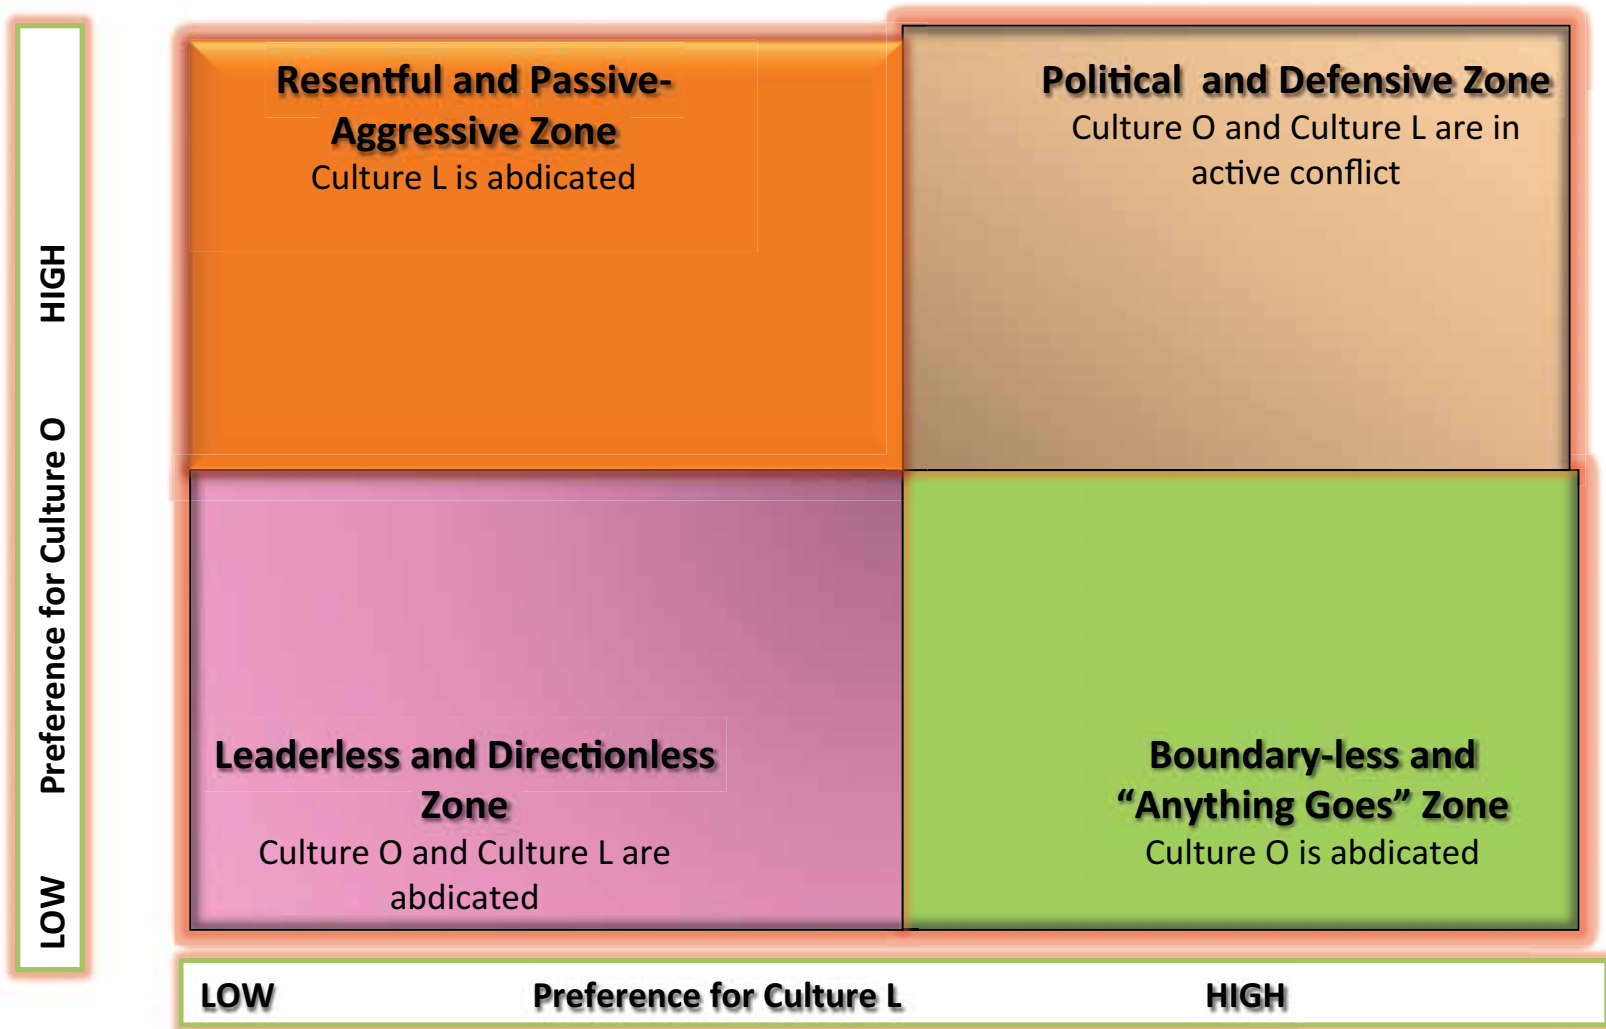 Resentful and Passive-
Aggressive Zone
Culture L is abdicated
Political and Defensive Zone
Culture O and Culture L are in
active conflict
HIGH
Preference for Culture O
LOW
Leaderless and Directionless
Zone
Culture O and Culture L are
abdicated
Boundary-less and
“Anything Goes” Zone
Culture O is abdicated
LOW Preference for Culture L HIGH